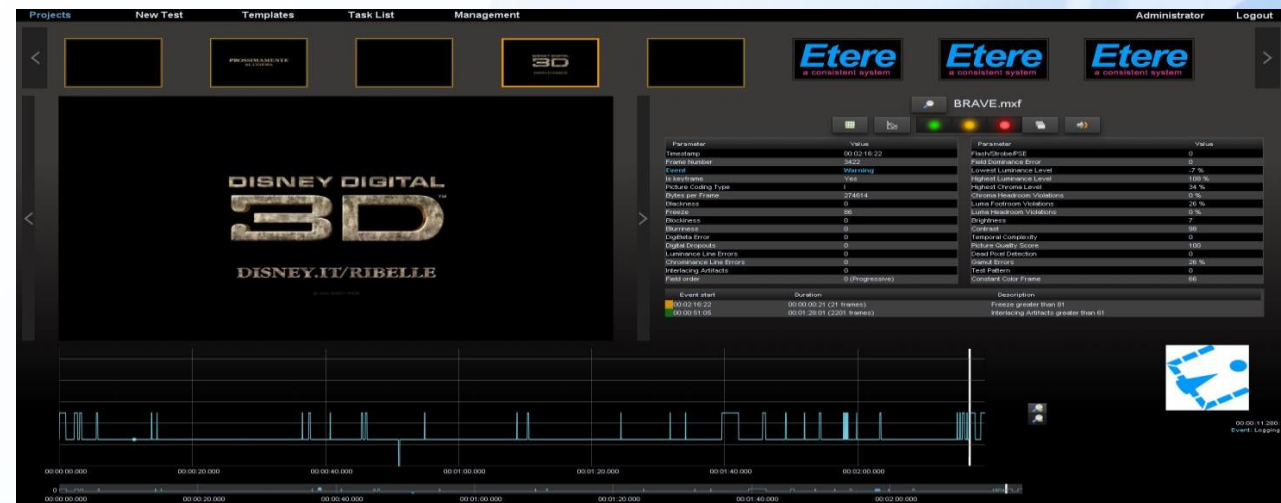 Projects New Test Templates Task List Management Administrator Logout
PROSSIMAMENTE
AL CINEMA
DISNEY DIGITAL
3D
Etere
a consistent system
Etere
a consistent system
Etere
a consistent system
DISNEY DIGITAL
3D™
DISNEY.IT/RIBELLE
BRAVE.mxf
Parameter Value
Timestamp 00:02:16:22
Frame Number 3422
Event Warning
Is keyframe Yes
Picture Coding Type I
Bytes per Frame 274614
Blackness 0
Freeze 86
Blockiness 0
Blurriness 0
DigiBeta Error 0
Digital Dropouts 0
Luminance Line Errors 0
Chrominance Line Errors 0
Interlacing Artifacts 0
Field order 0 (Progressive)
Parameter Value
Flash/Strobe/PSE 0
Field Dominance Error 0
Lowest Luminance Level -7 %
Highest Luminance Level 108 %
Highest Chroma Level 34 %
Chroma Headroom Violations 0 %
Luma Footroom Violations 26 %
Luma Headroom Violations 0 %
Brightness 7
Contrast 98
Temporal Complexity 0
Picture Quality Score 100
Dead Pixel Detection 0
Gamut Errors 26 %
Test Pattern 0
Constant Color Frame 66
Event start Duration Description
00:02:16:22 00:00:00:21 (21 frames) Freeze greater than 81
00:00:51:05 00:01:28:01 (2201 frames) Interlacing Artifacts greater than 61
00:00:11.280
Event: Logging
00:00:00.000 00:00:20.000 00:00:40.000 00:01:00.000 00:01:20.000 00:01:40.000 00:02:00.000
0
00:00:00.000 00:00:20.000 00:00:40.000 00:01:00.000 00:01:20.000 00:01:40.000 00:02:00.000